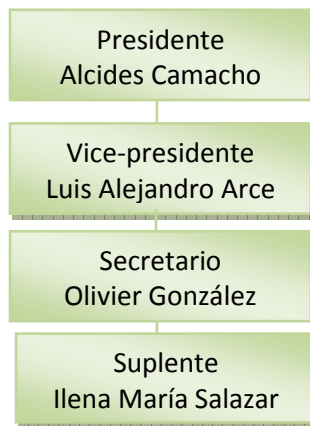 Presidente
Alcides Camacho
Vice-presidente
Luis Alejandro Arce
Secretario
Olivier González
Suplente
Ilena María Salazar